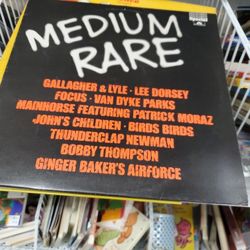 MEDIUM
RARE
GALLAGHER & LYLE · LEE DORSEY
FOCUS · VAN DYKE PARKS
MAINHORSE FEATURING PATRICK MORAZ
JOHN'S CHILDREN · BIRDS BIRDS
THUNDERCLAP NEWMAN
BOBBY THOMPSON
GINGER BAKER'S AIRFORCE